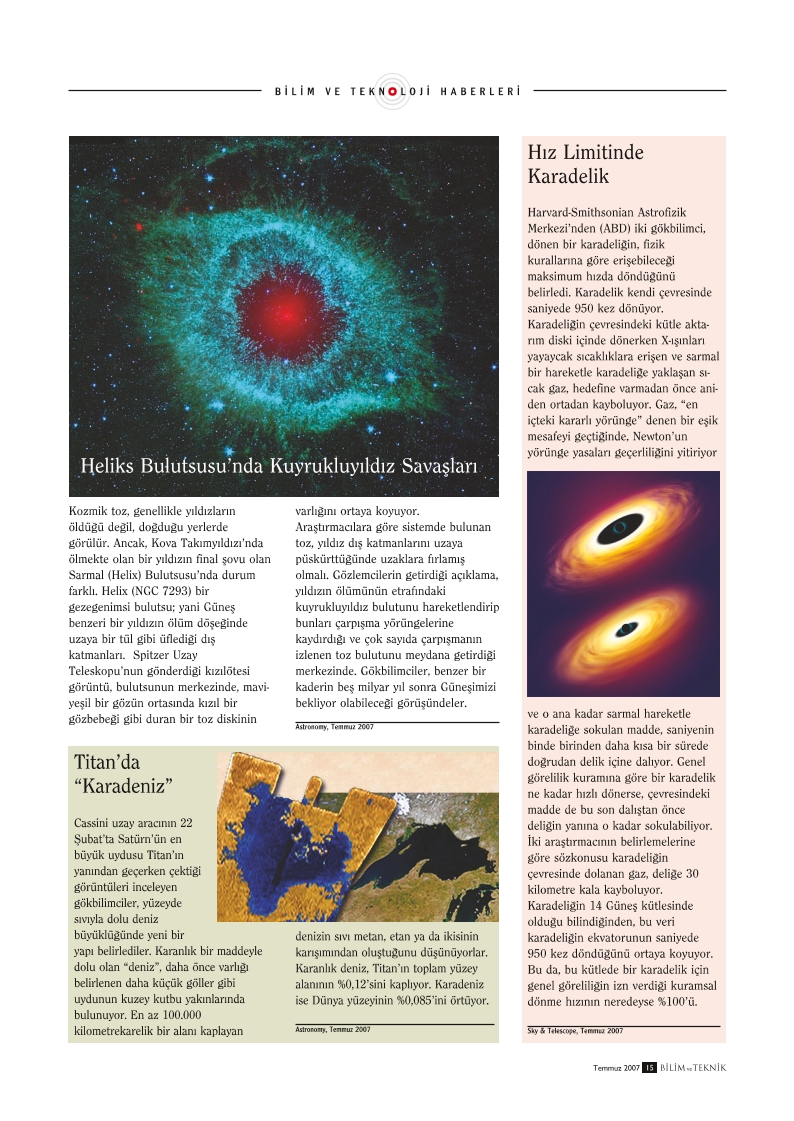 BİLİM VE TEKNOLOJİ HABERLERİ
Heliks Bulutsusu’nda Kuyrukluyıldız Savaşları
Kozmik toz, genellikle yıldızların
öldüğü değil, doğduğu yerlerde
görülür. Ancak, Kova Takımyıldızı’nda
ölmekte olan bir yıldızın final şovu olan
Sarmal (Helix) Bulutsusu’nda durum
farklı. Helix (NGC 7293) bir
gezegenimsi bulutsu; yani Güneş
benzeri bir yıldızın ölüm döşeğinde
uzaya bir tül gibi üflediği dış
katmanları.  Spitzer Uzay
Teleskopu’nun gönderdiği kızılötesi
görüntü, bulutsunun merkezinde, mavi-
yeşil bir gözün ortasında kızıl bir
gözbebeği gibi duran bir toz diskinin
varlığını ortaya koyuyor.
Araştırmacılara göre sistemde bulunan
toz, yıldız dış katmanlarını uzaya
püskürttüğünde uzaklara fırlamış
olmalı. Gözlemcilerin getirdiği açıklama,
yıldızın ölümünün etrafındaki
kuyrukluyıldız bulutunu hareketlendirip
bunları çarpışma yörüngelerine
kaydırdığı ve çok sayıda çarpışmanın
izlenen toz bulutunu meydana getirdiği
merkezinde. Gökbilimciler, benzer bir
kaderin beş milyar yıl sonra Güneşimizi
bekliyor olabileceği görüşündeler.
Astronomy, Temmuz 2007
Titan’da
“Karadeniz”
Cassini uzay aracının 22
Şubat’ta Satürn’ün en
büyük uydusu Titan’ın
yanından geçerken çektiği
görüntüleri inceleyen
gökbilimciler, yüzeyde
sıvıyla dolu deniz
büyüklüğünde yeni bir
yapı belirlediler. Karanlık bir maddeyle
dolu olan “deniz”, daha önce varlığı
belirlenen daha küçük göller gibi
uydunun kuzey kutbu yakınlarında
bulunuyor. En az 100.000
kilometrekarelik bir alanı kaplayan
denizin sıvı metan, etan ya da ikisinin
karışımından oluştuğunu düşünüyorlar.
Karanlık deniz, Titan’ın toplam yüzey
alanının %0,12’sini kaplıyor. Karadeniz
ise Dünya yüzeyinin %0,085’ini örtüyor.
Astronomy, Temmuz 2007
Hız Limitinde
Karadelik
Harvard-Smithsonian Astrofizik
Merkezi’nden (ABD) iki gökbilimci,
dönen bir karadeliğin, fizik
kurallarına göre erişebileceği
maksimum hızda döndüğünü
belirledi. Karadelik kendi çevresinde
saniyede 950 kez dönüyor.
Karadeliğin çevresindeki kütle akta-
rım diski içinde dönerken X-ışınları
yayaycak sıcaklıklara erişen ve sarmal
bir hareketle karadeliğe yaklaşan sı-
cak gaz, hedefine varmadan önce ani-
den ortadan kayboluyor. Gaz, “en
içteki kararlı yörünge” denen bir eşik
mesafeyi geçtiğinde, Newton’un
yörünge yasaları geçerliliğini yitiriyor
ve o ana kadar sarmal hareketle
karadeliğe sokulan madde, saniyenin
binde birinden daha kısa bir sürede
doğrudan delik içine dalıyor. Genel
görelilik kuramına göre bir karadelik
ne kadar hızlı dönerse, çevresindeki
madde de bu son dalıştan önce
deliğin yanına o kadar sokulabiliyor.
İki araştırmacının belirlemelerine
göre sözkonusu karadeliğin
çevresinde dolanan gaz, deliğe 30
kilometre kala kayboluyor.
Karadeliğin 14 Güneş kütlesinde
olduğu bilindiğinden, bu veri
karadeliğin ekvatorunun saniyede
950 kez döndüğünü ortaya koyuyor.
Bu da, bu kütlede bir karadelik için
genel göreliliğin izn verdiği kuramsal
dönme hızının neredeyse %100’ü.
Sky & Telescope, Temmuz 2007
Temmuz 2007 15 BİLİM ve TEKNİK